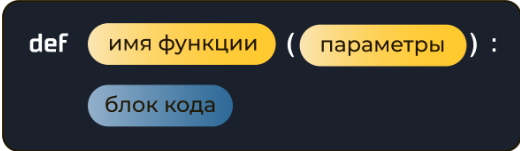 def имя функции ( параметры ) :
блок кода